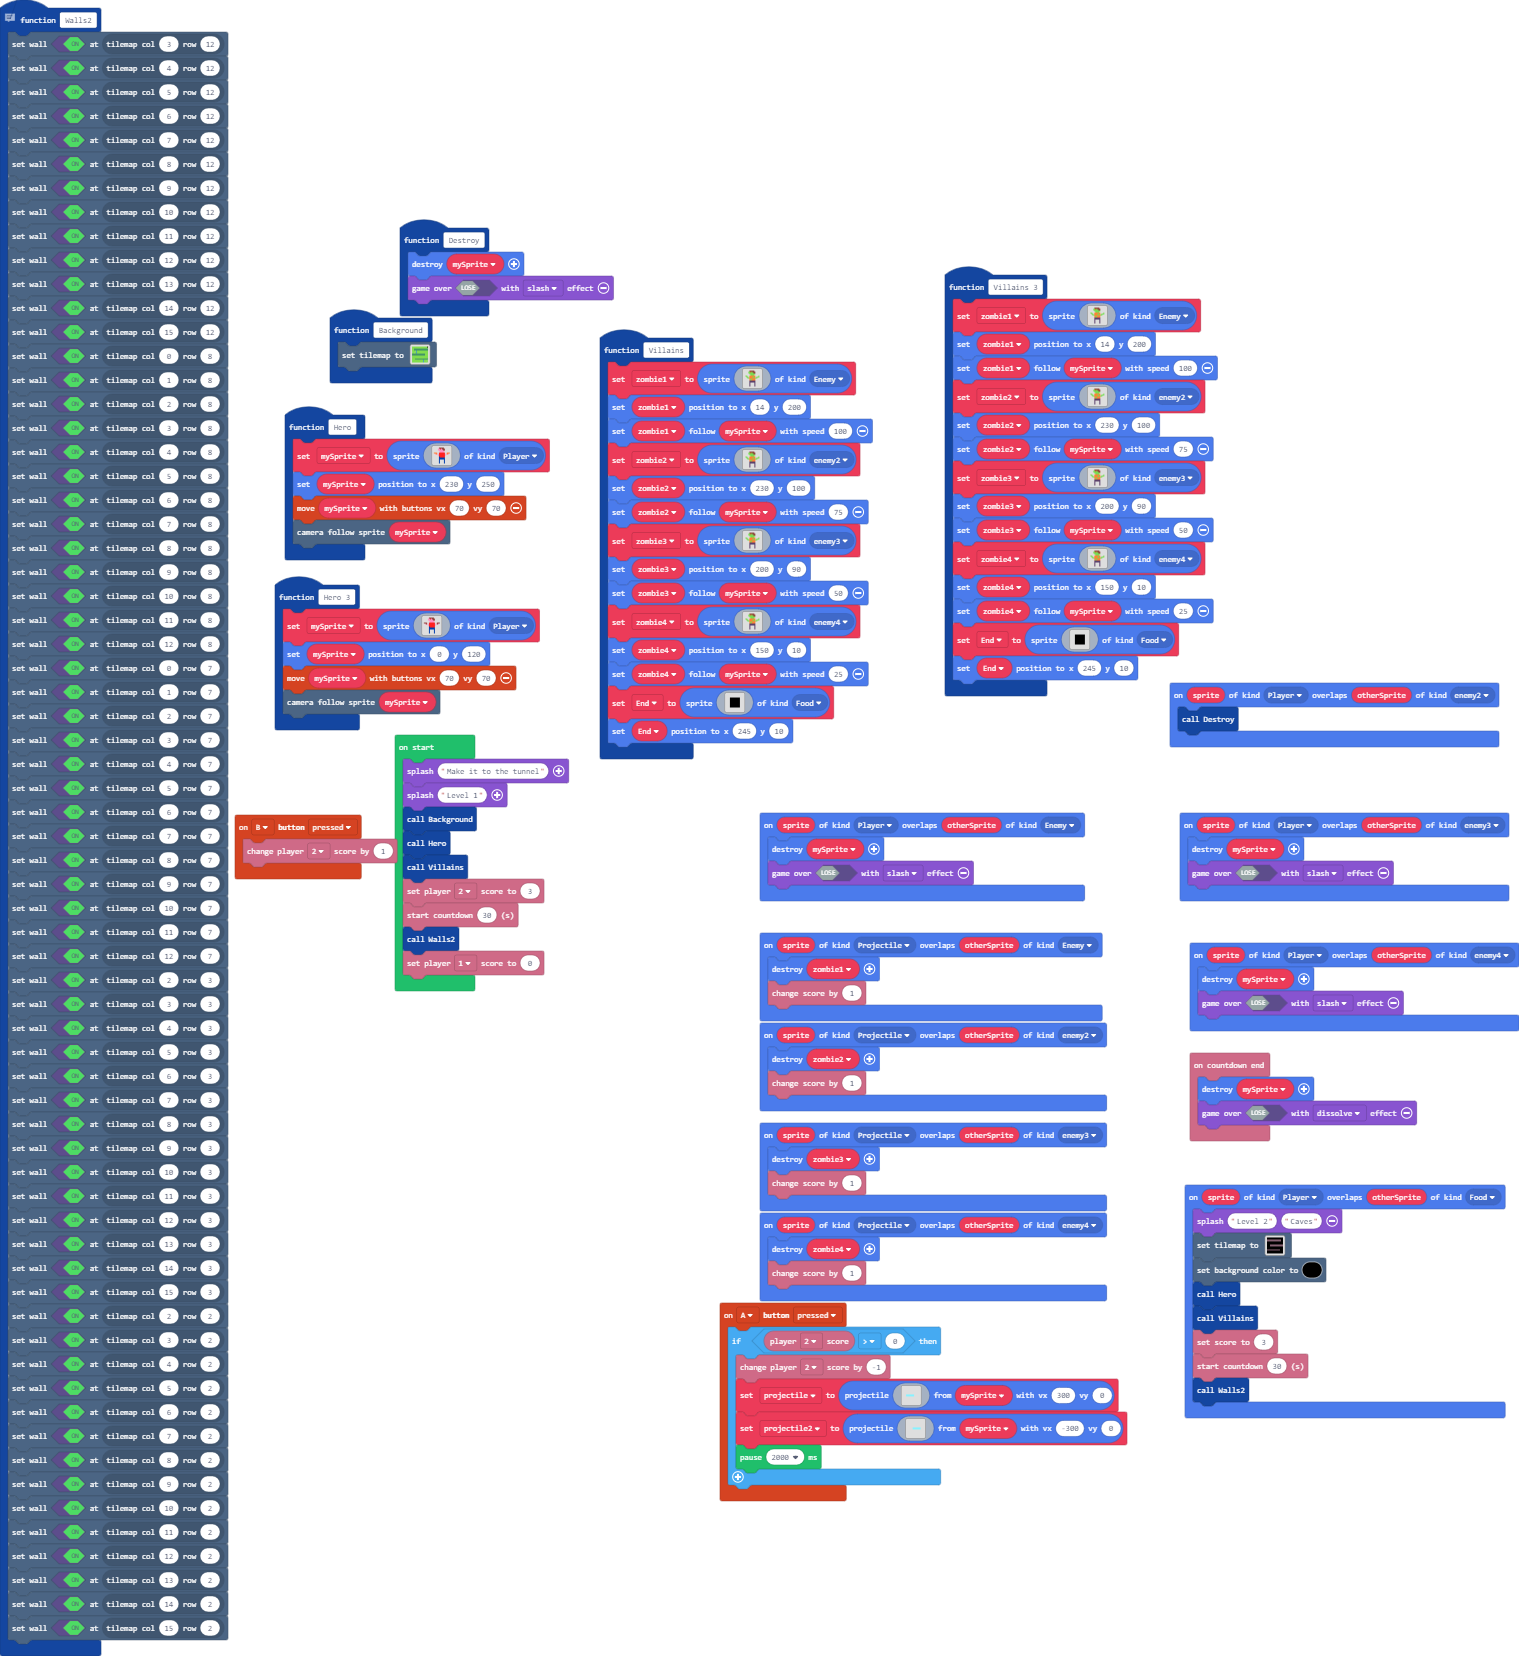 function Walls2
set wall ON at tilemap col 3 row 12
set wall ON at tilemap col 4 row 12
set wall ON at tilemap col 5 row 12
set wall ON at tilemap col 6 row 12
set wall ON at tilemap col 7 row 12
set wall ON at tilemap col 8 row 12
set wall ON at tilemap col 9 row 12
set wall ON at tilemap col 10 row 12
set wall ON at tilemap col 11 row 12
set wall ON at tilemap col 12 row 12
set wall ON at tilemap col 13 row 12
set wall ON at tilemap col 14 row 12
set wall ON at tilemap col 15 row 12
set wall ON at tilemap col 0 row 8
set wall ON at tilemap col 1 row 8
set wall ON at tilemap col 2 row 8
set wall ON at tilemap col 3 row 8
set wall ON at tilemap col 4 row 8
set wall ON at tilemap col 5 row 8
set wall ON at tilemap col 6 row 8
set wall ON at tilemap col 7 row 8
set wall ON at tilemap col 8 row 8
set wall ON at tilemap col 9 row 8
set wall ON at tilemap col 10 row 8
set wall ON at tilemap col 11 row 8
set wall ON at tilemap col 12 row 8
set wall ON at tilemap col 0 row 7
set wall ON at tilemap col 1 row 7
set wall ON at tilemap col 2 row 7
set wall ON at tilemap col 3 row 7
set wall ON at tilemap col 4 row 7
set wall ON at tilemap col 5 row 7
set wall ON at tilemap col 6 row 7
set wall ON at tilemap col 7 row 7
set wall ON at tilemap col 8 row 7
set wall ON at tilemap col 9 row 7
set wall ON at tilemap col 10 row 7
set wall ON at tilemap col 11 row 7
set wall ON at tilemap col 12 row 7
set wall ON at tilemap col 2 row 3
set wall ON at tilemap col 3 row 3
set wall ON at tilemap col 4 row 3
set wall ON at tilemap col 5 row 3
set wall ON at tilemap col 6 row 3
set wall ON at tilemap col 7 row 3
set wall ON at tilemap col 8 row 3
set wall ON at tilemap col 9 row 3
set wall ON at tilemap col 10 row 3
set wall ON at tilemap col 11 row 3
set wall ON at tilemap col 12 row 3
set wall ON at tilemap col 13 row 3
set wall ON at tilemap col 14 row 3
set wall ON at tilemap col 15 row 3
set wall ON at tilemap col 2 row 2
set wall ON at tilemap col 3 row 2
set wall ON at tilemap col 4 row 2
set wall ON at tilemap col 5 row 2
set wall ON at tilemap col 6 row 2
set wall ON at tilemap col 7 row 2
set wall ON at tilemap col 8 row 2
set wall ON at tilemap col 9 row 2
set wall ON at tilemap col 10 row 2
set wall ON at tilemap col 11 row 2
set wall ON at tilemap col 12 row 2
set wall ON at tilemap col 13 row 2
set wall ON at tilemap col 14 row 2
set wall ON at tilemap col 15 row 2
function Destroy
destroy mySprite
game over LOSE with slash effect
function Background
set tilemap to
function Hero
set mySprite to sprite of kind Player
set mySprite position to x 230 y 250
move mySprite with buttons vx 70 vy 70
camera follow sprite mySprite
function Hero 3
set mySprite to sprite of kind Player
set mySprite position to x 0 y 120
move mySprite with buttons vx 70 vy 70
camera follow sprite mySprite
on start
splash "Make it to the tunnel"
splash "Level 1"
call Background
call Hero
call Villains
set player 2 score to 3
start countdown 30 (s)
call Walls2
set player 1 score to 0
on B button pressed
change player 2 score by 1
function Villains
set zombie1 to sprite of kind Enemy
set zombie1 position to x 14 y 200
set zombie1 follow mySprite with speed 100
set zombie2 to sprite of kind enemy2
set zombie2 position to x 230 y 100
set zombie2 follow mySprite with speed 75
set zombie3 to sprite of kind enemy3
set zombie3 position to x 200 y 90
set zombie3 follow mySprite with speed 50
set zombie4 to sprite of kind enemy4
set zombie4 position to x 150 y 10
set zombie4 follow mySprite with speed 25
set End to sprite of kind Food
set End position to x 245 y 10
function Villains 3
set zombie1 to sprite of kind Enemy
set zombie1 position to x 14 y 200
set zombie1 follow mySprite with speed 100
set zombie2 to sprite of kind enemy2
set zombie2 position to x 230 y 100
set zombie2 follow mySprite with speed 75
set zombie3 to sprite of kind enemy3
set zombie3 position to x 200 y 90
set zombie3 follow mySprite with speed 50
set zombie4 to sprite of kind enemy4
set zombie4 position to x 150 y 10
set zombie4 follow mySprite with speed 25
set End to sprite of kind Food
set End position to x 245 y 10
on sprite of kind Player overlaps otherSprite of kind enemy2
call Destroy
on sprite of kind Player overlaps otherSprite of kind Enemy
destroy mySprite
game over LOSE with slash effect
on sprite of kind Player overlaps otherSprite of kind enemy3
destroy mySprite
game over LOSE with slash effect
on sprite of kind Projectile overlaps otherSprite of kind Enemy
destroy zombie1
change score by 1
on sprite of kind Projectile overlaps otherSprite of kind enemy2
destroy zombie2
change score by 1
on sprite of kind Projectile overlaps otherSprite of kind enemy3
destroy zombie3
change score by 1
on sprite of kind Projectile overlaps otherSprite of kind enemy4
destroy zombie4
change score by 1
on A button pressed
if player 2 score > 0 then
change player 2 score by -1
set projectile to projectile from mySprite with vx 300 vy 0
set projectile2 to projectile from mySprite with vx -300 vy 0
pause 2000 ms
on sprite of kind Player overlaps otherSprite of kind enemy4
destroy mySprite
game over LOSE with slash effect
on countdown end
destroy mySprite
game over LOSE with dissolve effect
on sprite of kind Player overlaps otherSprite of kind Food
splash "Level 2" "Caves"
set tilemap to
set background color to
call Hero
call Villains
set score to 3
start countdown 30 (s)
call Walls2